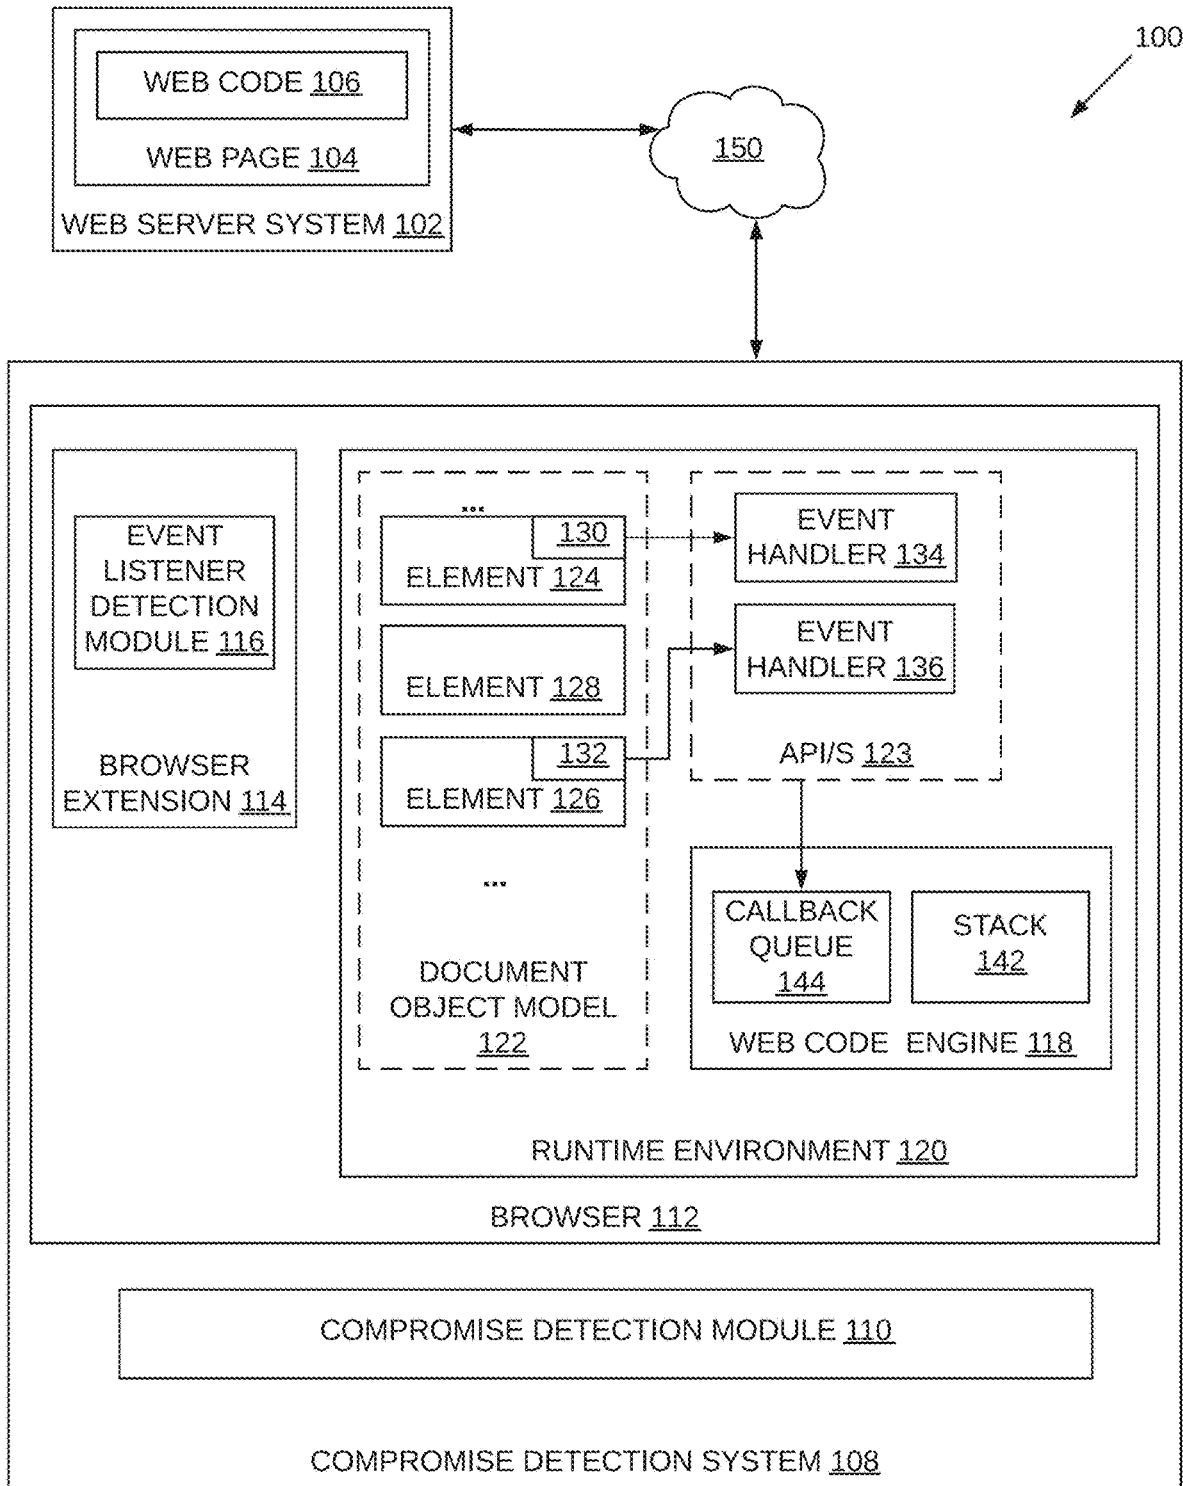 100
WEB CODE 106
WEB PAGE 104
WEB SERVER SYSTEM 102
150
EVENT
LISTENER
DETECTION
MODULE 116
BROWSER
EXTENSION 114
...
130
ELEMENT 124
ELEMENT 128
132
ELEMENT 126
...
DOCUMENT
OBJECT MODEL
122
EVENT
HANDLER 134
EVENT
HANDLER 136
API/S 123
CALLBACK
QUEUE
144
STACK
142
WEB CODE ENGINE 118
RUNTIME ENVIRONMENT 120
BROWSER 112
COMPROMISE DETECTION MODULE 110
COMPROMISE DETECTION SYSTEM 108